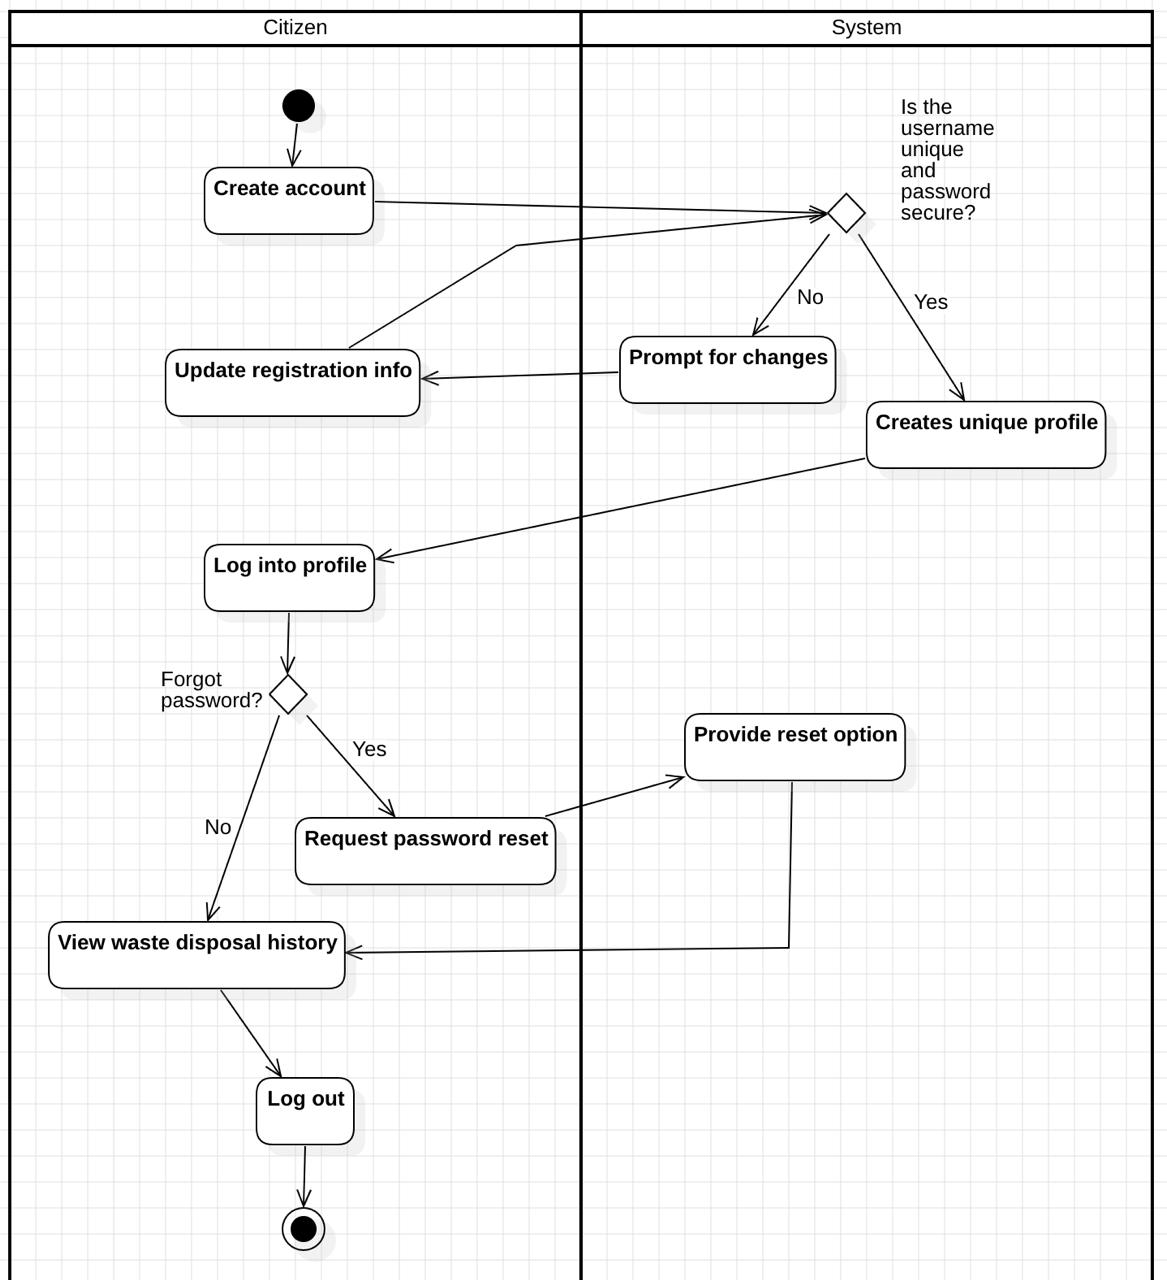 Citizen
System
Is the
username
unique
and
password
secure?
Create account
No
Yes
Update registration info
Prompt for changes
Creates unique profile
Log into profile
Forgot
password?
Yes
Provide reset option
No
Request password reset
View waste disposal history
Log out